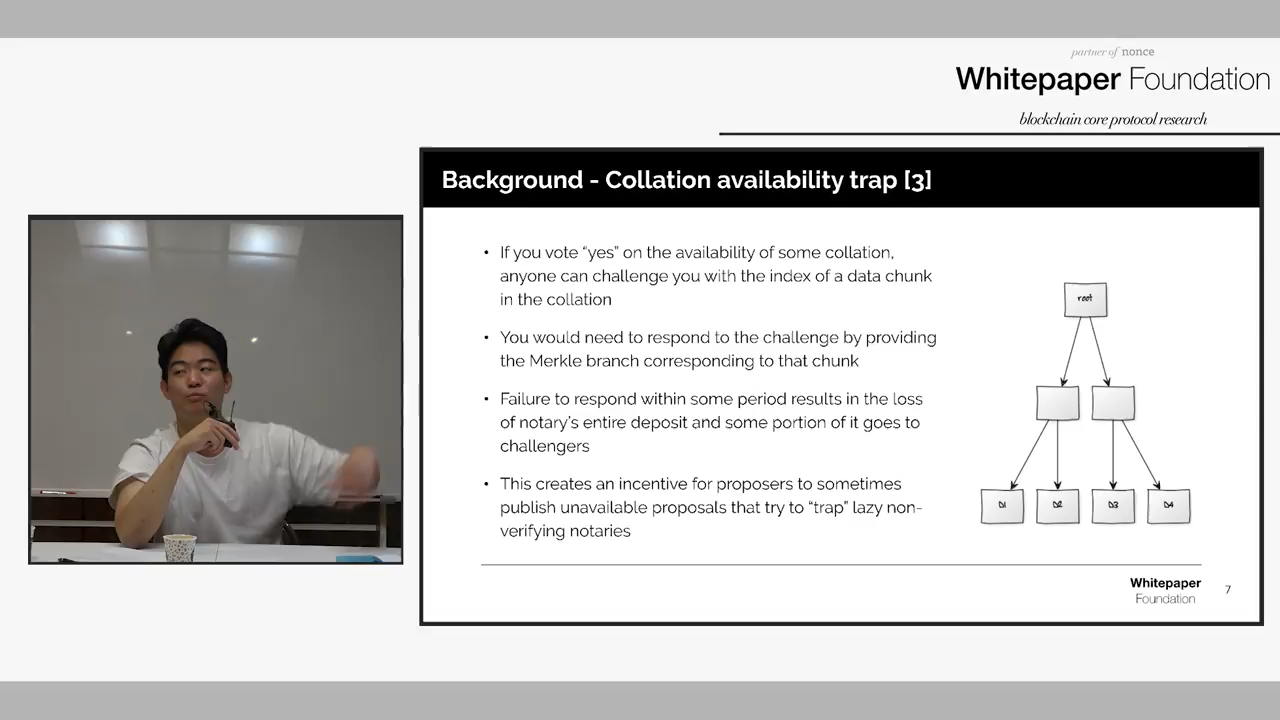 partner of nonce
Whitepaper Foundation
blockchain core protocol research
Background - Collation availability trap [3]
• If you vote “yes” on the availability of some collation,
anyone can challenge you with the index of a data chunk
in the collation
• You would need to respond to the challenge by providing
the Merkle branch corresponding to that chunk
• Failure to respond within some period results in the loss
of notary’s entire deposit and some portion of it goes to
challengers
• This creates an incentive for proposers to sometimes
publish unavailable proposals that try to “trap” lazy non-
verifying notaries
root
D1 D2 D3 D4
Whitepaper
Foundation
7